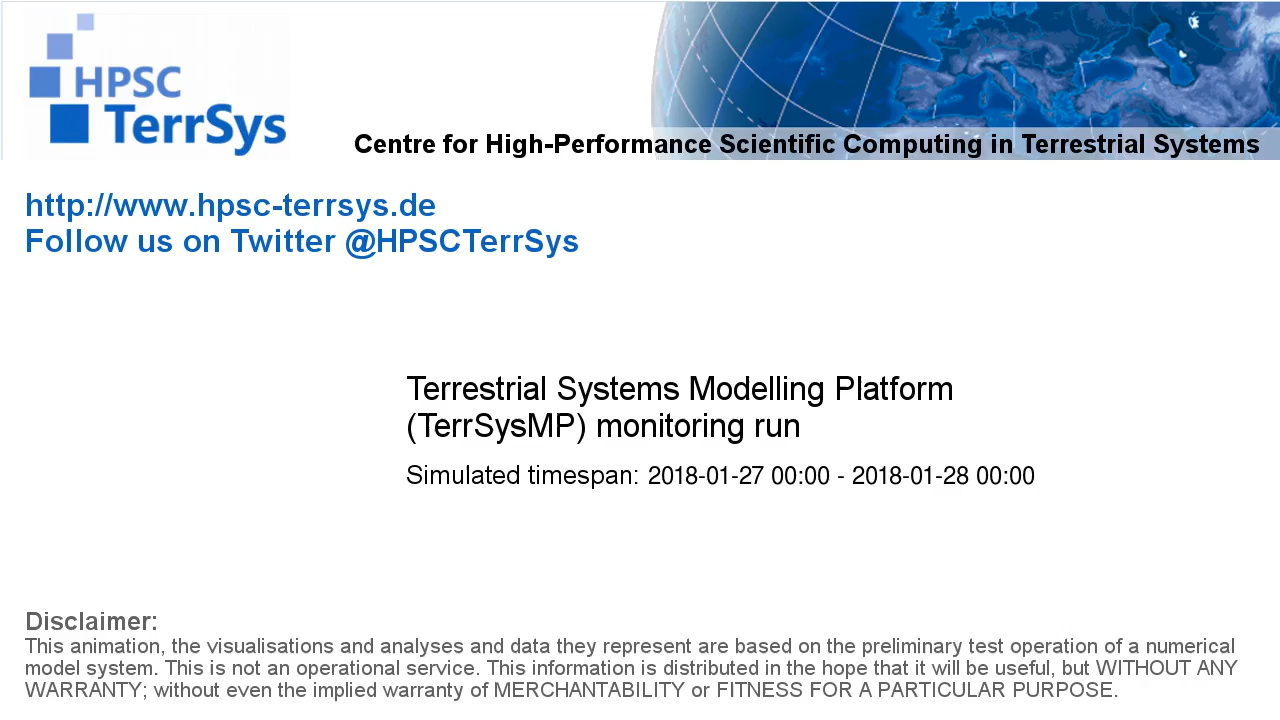 HPSC
TerrSys
Centre for High-Performance Scientific Computing in Terrestrial Systems
http://www.hpsc-terrsys.de
Follow us on Twitter @HPSCTerrSys
Terrestrial Systems Modelling Platform
(TerrSysMP) monitoring run
Simulated timespan: 2018-01-27 00:00 - 2018-01-28 00:00
Disclaimer:
This animation, the visualisations and analyses and data they represent are based on the preliminary test operation of a numerical
model system. This is not an operational service. This information is distributed in the hope that it will be useful, but WITHOUT ANY
WARRANTY; without even the implied warranty of MERCHANTABILITY or FITNESS FOR A PARTICULAR PURPOSE.